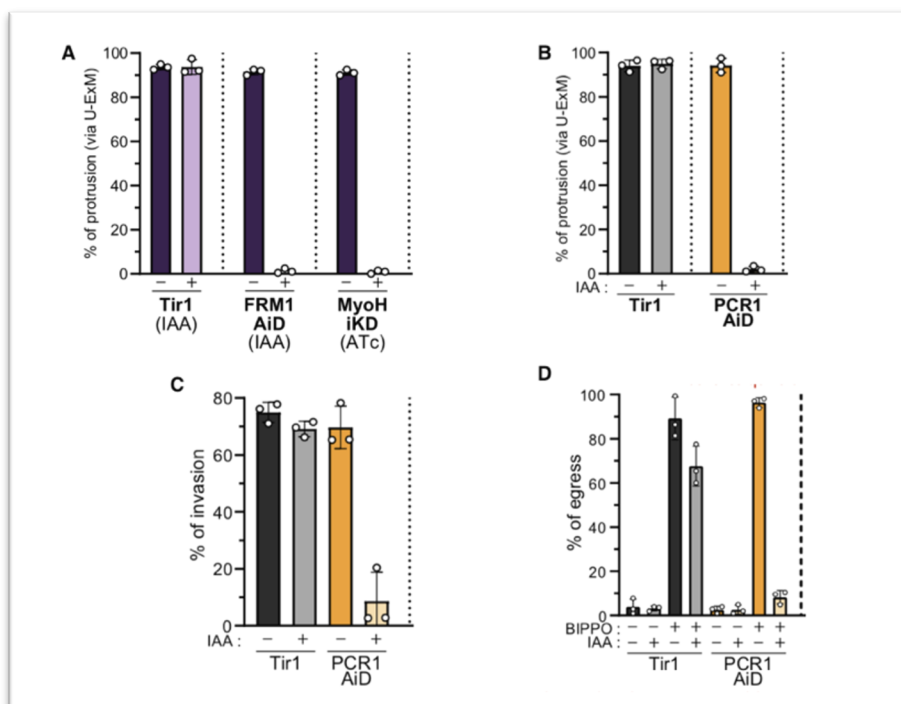 A
% of protrusion (via U-ExM)
100
80
60
40
20
0
− + − + − +
Tir1 FRM1 MyoH
(IAA) AiD iKD
(IAA) (ATc)
B
% of protrusion (via U-ExM)
100
80
60
40
20
0
IAA : − + − +
Tir1 PCR1
AiD
C
% of invasion
80
60
40
20
0
IAA : − + − +
Tir1 PCR1
AiD
D
% of egress
100
80
60
40
20
0
BIPPO : − − + + − − + +
IAA : − + − + − + − +
Tir1 PCR1
AiD